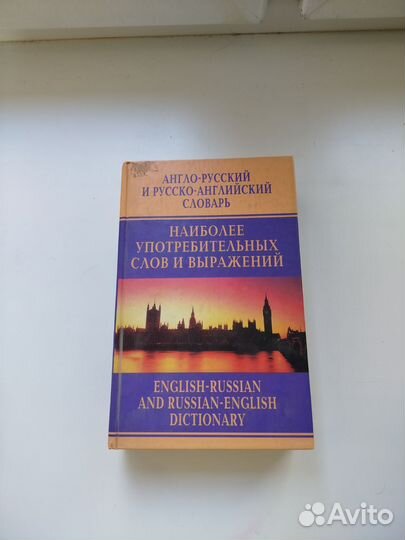 АНГЛО-РУССКИЙ
И РУССКО-АНГЛИЙСКИЙ
СЛОВАРЬ
НАИБОЛЕЕ
УПОТРЕБИТЕЛЬНЫХ
СЛОВ И ВЫРАЖЕНИЙ
ENGLISH-RUSSIAN
AND RUSSIAN-ENGLISH
DICTIONARY
Avito